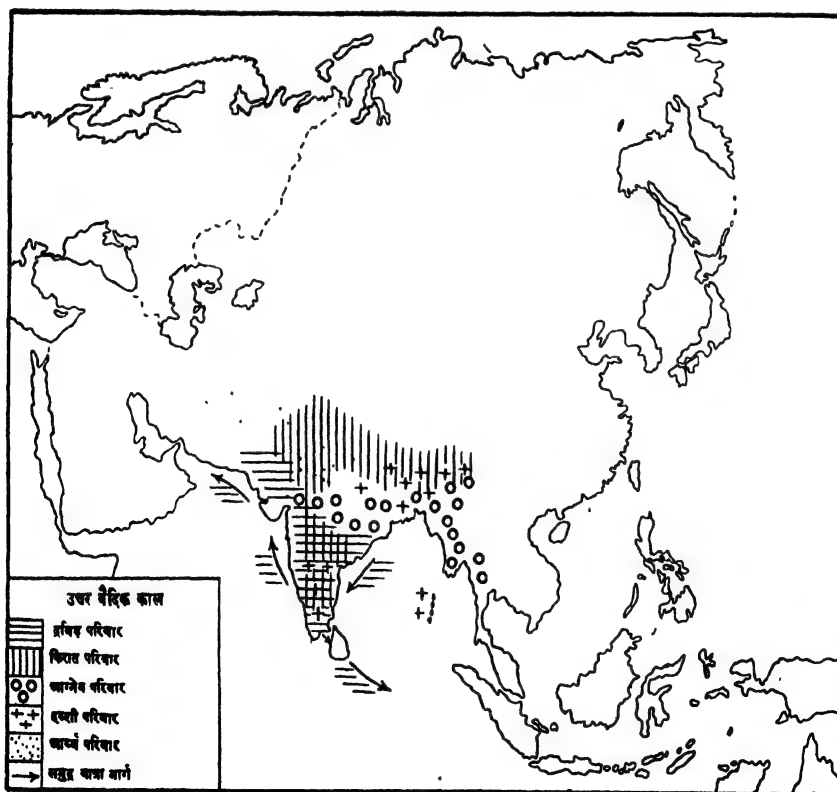 उत्तर वैदिक काल
द्रविड़ परिवार
किरात परिवार
आग्नेय परिवार
हब्शी परिवार
आर्य्य परिवार
समुद्र यात्रा मार्ग